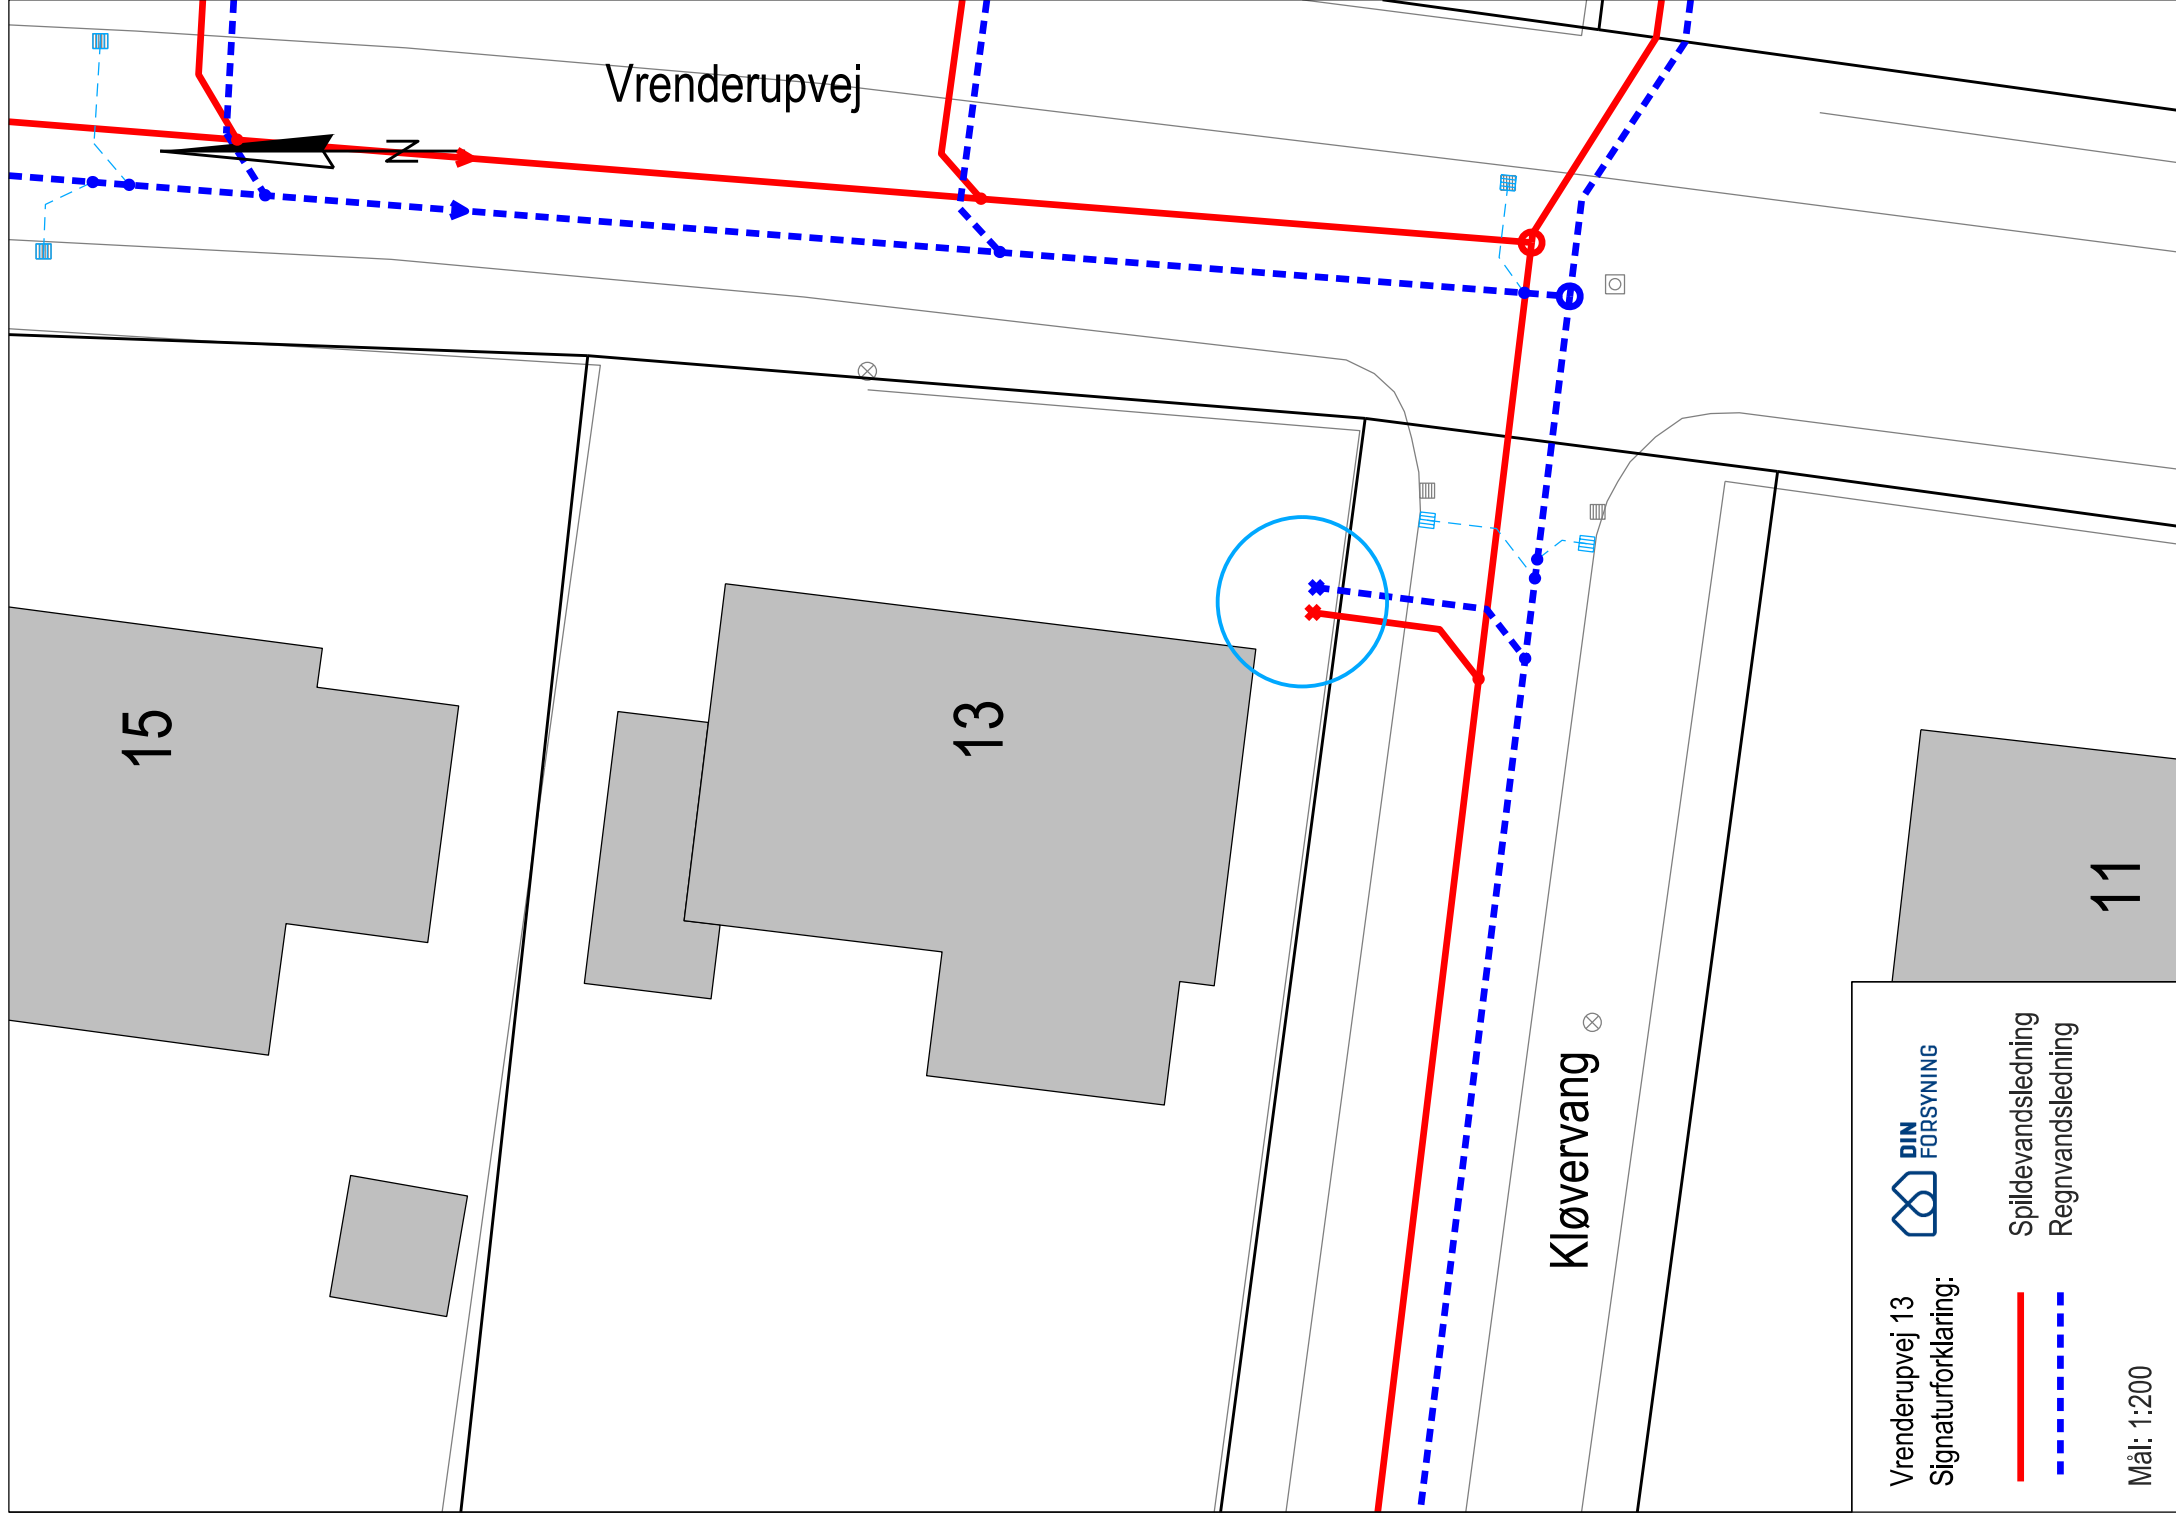 Vrenderupvej
N
15
13
11
Kløvervang
Vrenderupvej 13
Signaturforklaring:
DIN
FORSYNING
Spildevandsledning
Regnvandsledning
Mål: 1:200